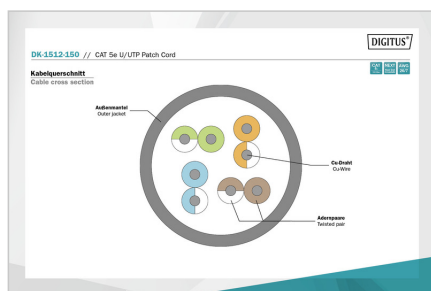 DIGITUS®
DK-1512-150 // CAT 5e U/UTP Patch Cord
Kabelquerschnitt
Cable cross section
Außenmantel
Outer jacket
Cu-Draht
Cu-Wire
Adernpaare
Twisted pair